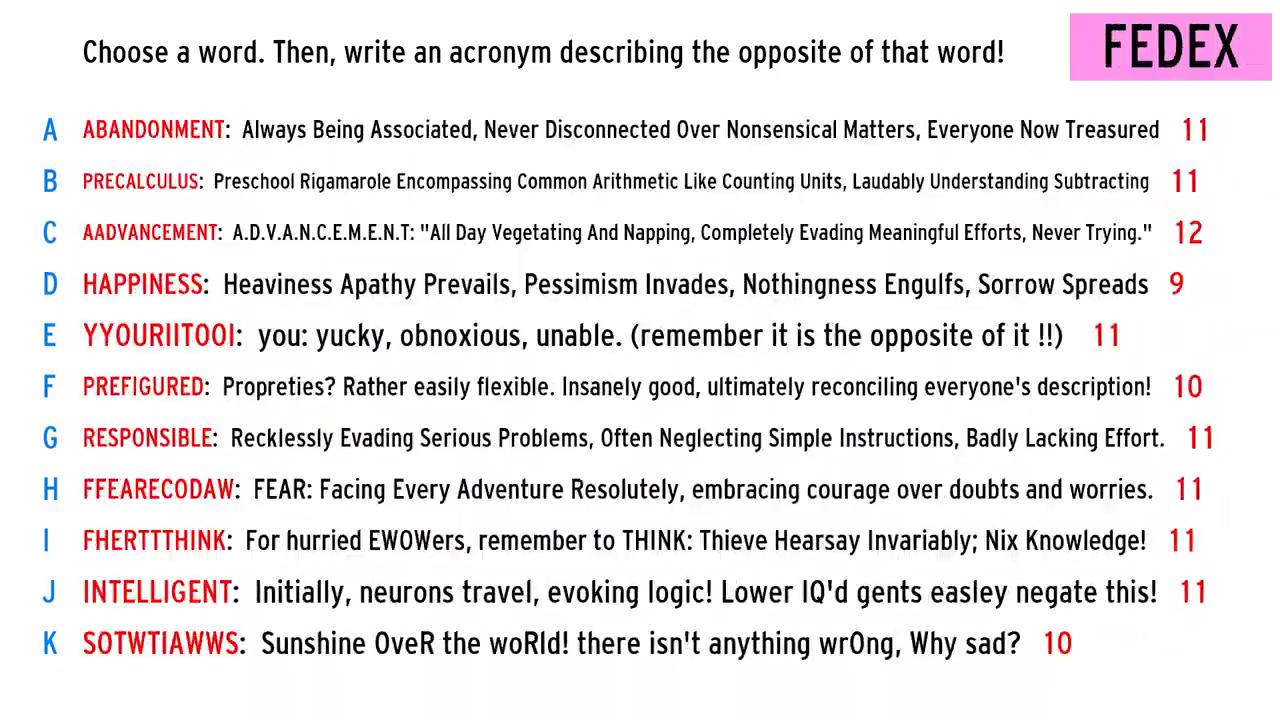 Choose a word. Then, write an acronym describing the opposite of that word!
FEDEX
A ABANDONMENT: Always Being Associated, Never Disconnected Over Nonsensical Matters, Everyone Now Treasured 11
B PRECALCULUS: Preschool Rigamarole Encompassing Common Arithmetic Like Counting Units, Laudably Understanding Subtracting 11
C AADVANCEMENT: A.D.V.A.N.C.E.M.E.N.T: "All Day Vegetating And Napping, Completely Evading Meaningful Efforts, Never Trying." 12
D HAPPINESS: Heaviness Apathy Prevails, Pessimism Invades, Nothingness Engulfs, Sorrow Spreads 9
E YYOURIITOOI: you: yucky, obnoxious, unable. (remember it is the opposite of it !!) 11
F PREFIGURED: Propreties? Rather easily flexible. Insanely good, ultimately reconciling everyone's description! 10
G RESPONSIBLE: Recklessly Evading Serious Problems, Often Neglecting Simple Instructions, Badly Lacking Effort. 11
H FFEARECODAW: FEAR: Facing Every Adventure Resolutely, embracing courage over doubts and worries. 11
I FHERTTTHINK: For hurried EWOWers, remember to THINK: Thieve Hearsay Invariably; Nix Knowledge! 11
J INTELLIGENT: Initially, neurons travel, evoking logic! Lower IQ'd gents easley negate this! 11
K SOTWTIAWWS: Sunshine OveR the woRld! there isn't anything wrOng, Why sad? 10